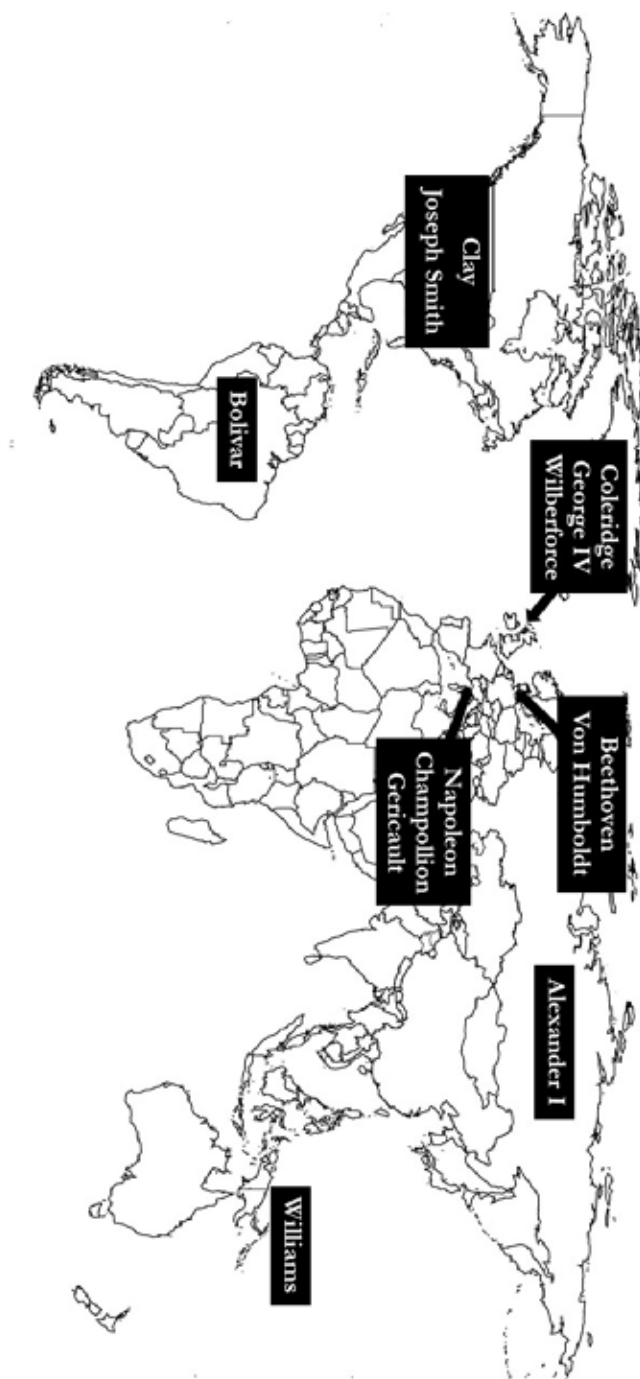 Clay
Joseph Smith
Bolivar
Coleridge
George IV
Wilberforce
Beethoven
Von Humboldt
Napoleon
Champollion
Gericault
Alexander I
Williams